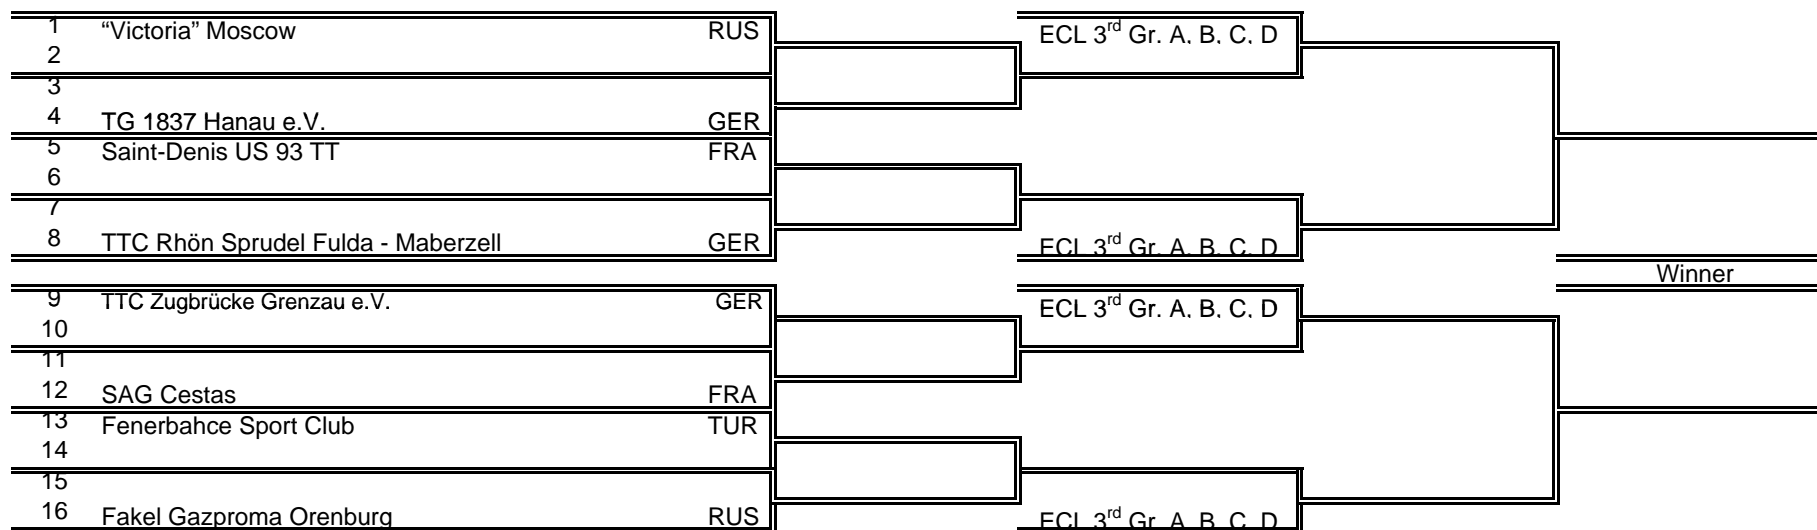 1 “Victoria” Moscow RUS ECL 3rd Gr. A, B, C, D
2
3
4 TG 1837 Hanau e.V. GER
5 Saint-Denis US 93 TT FRA
6
7
8 TTC Rhön Sprudel Fulda - Maberzell GER ECL 3rd Gr. A, B, C, D
Winner
9 TTC Zugbrücke Grenzau e.V. GER ECL 3rd Gr. A, B, C, D
10
11
12 SAG Cestas FRA
13 Fenerbahce Sport Club TUR
14
15
16 Fakel Gazproma Orenburg RUS ECL 3rd Gr. A, B, C, D